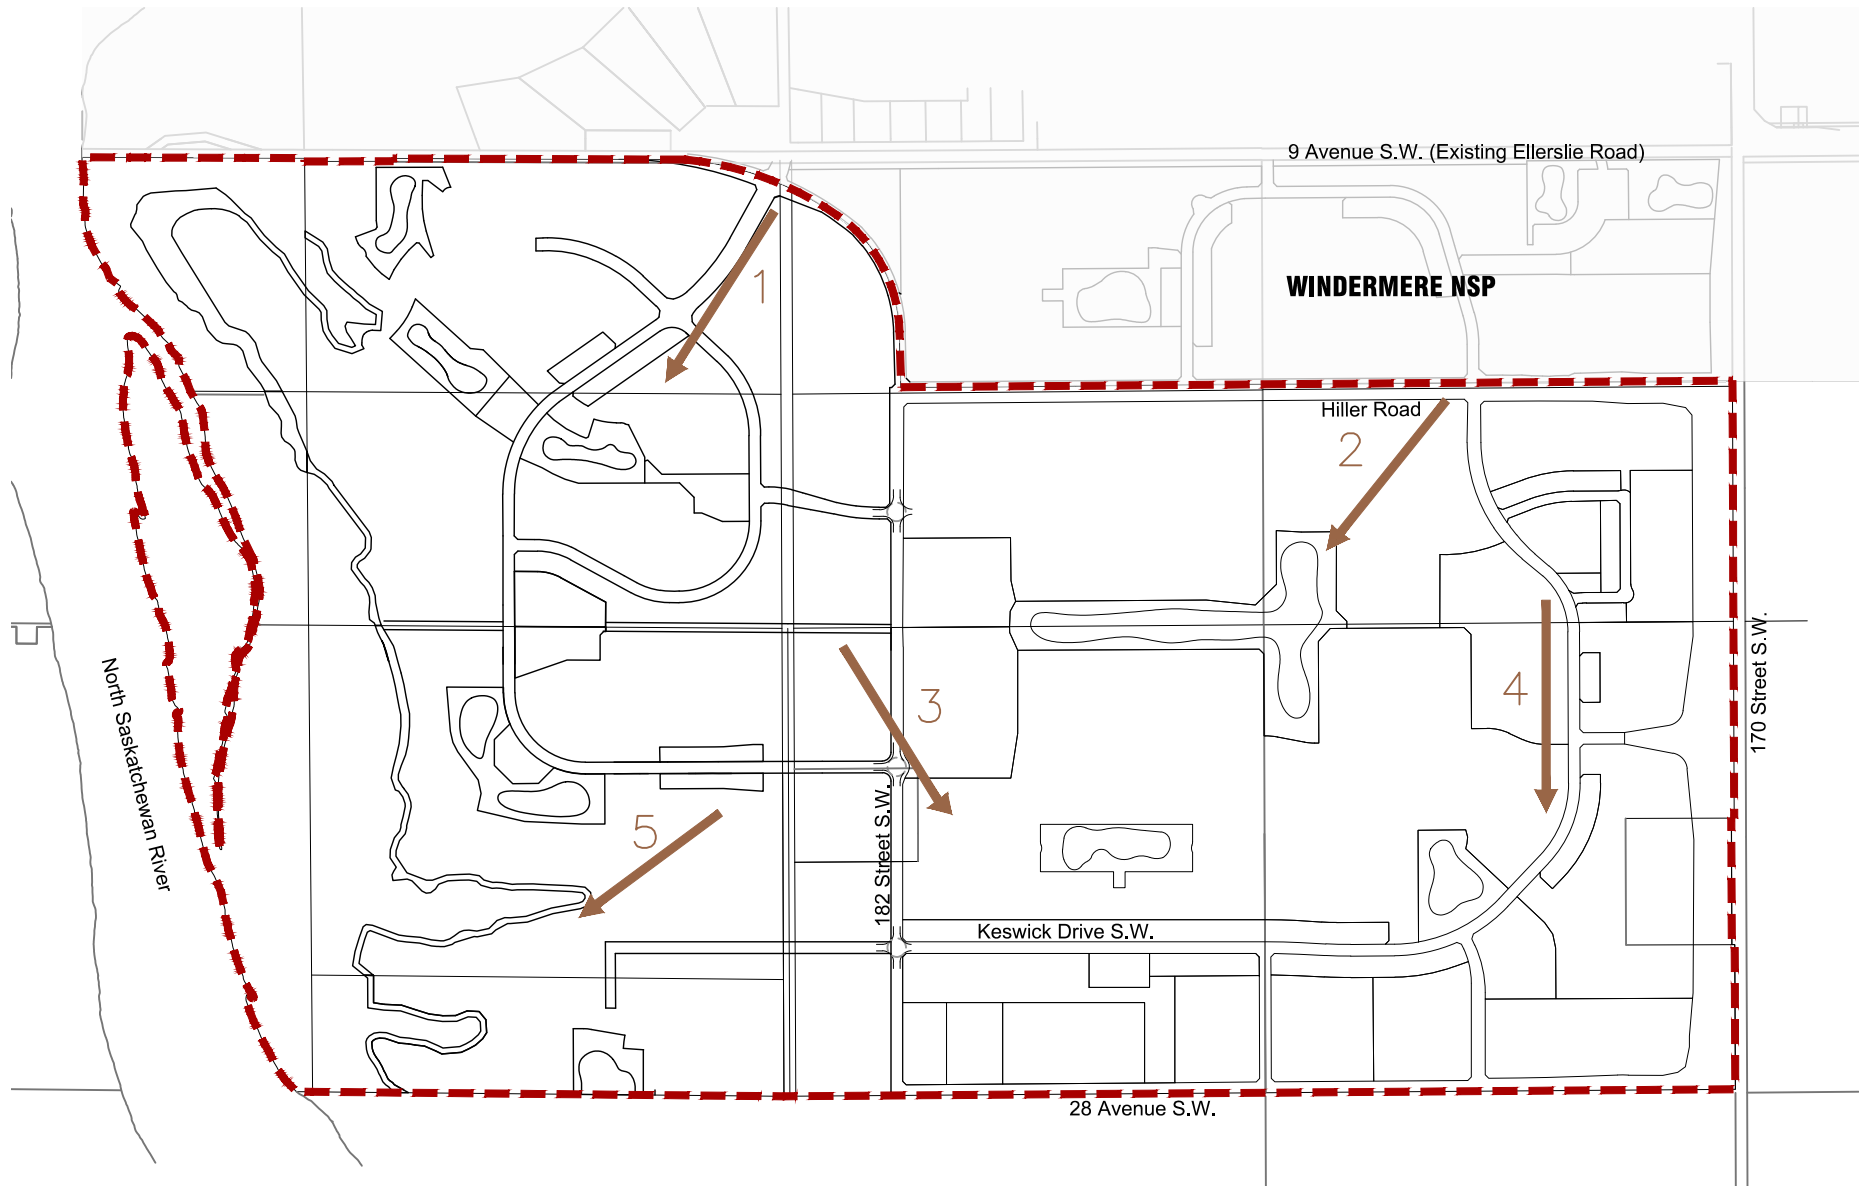 9 Avenue S.W. (Existing Ellerslie Road)
1
WINDERMERE NSP
Hiller Road
2
North Saskatchewan River
3
4
170 Street S.W.
5
182 Street S.W.
Keswick Drive S.W.
28 Avenue S.W.